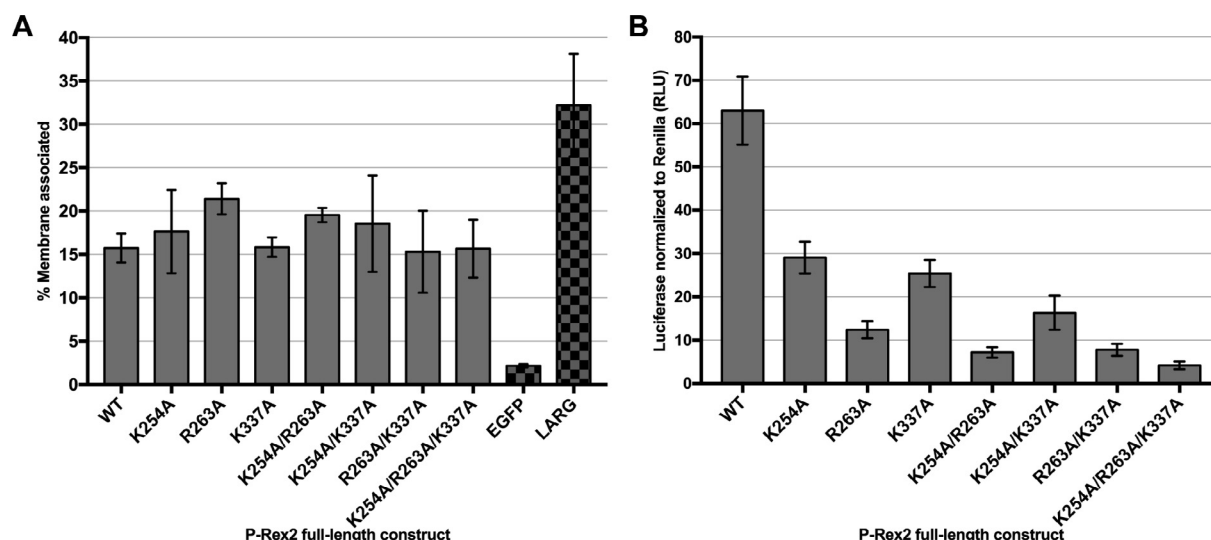 A
% Membrane associated
40
35
30
25
20
15
10
5
0
WT
K254A
R263A
K337A
K254A/R263A
K254A/K337A
R263A/K337A
K254A/R263A/K337A
EGFP
LARG
P-Rex2 full-length construct
B
Luciferase normalized to Renilla (RLU)
80
70
60
50
40
30
20
10
0
WT
K254A
R263A
K337A
K254A/R263A
K254A/K337A
R263A/K337A
K254A/R263A/K337A
P-Rex2 full-length construct